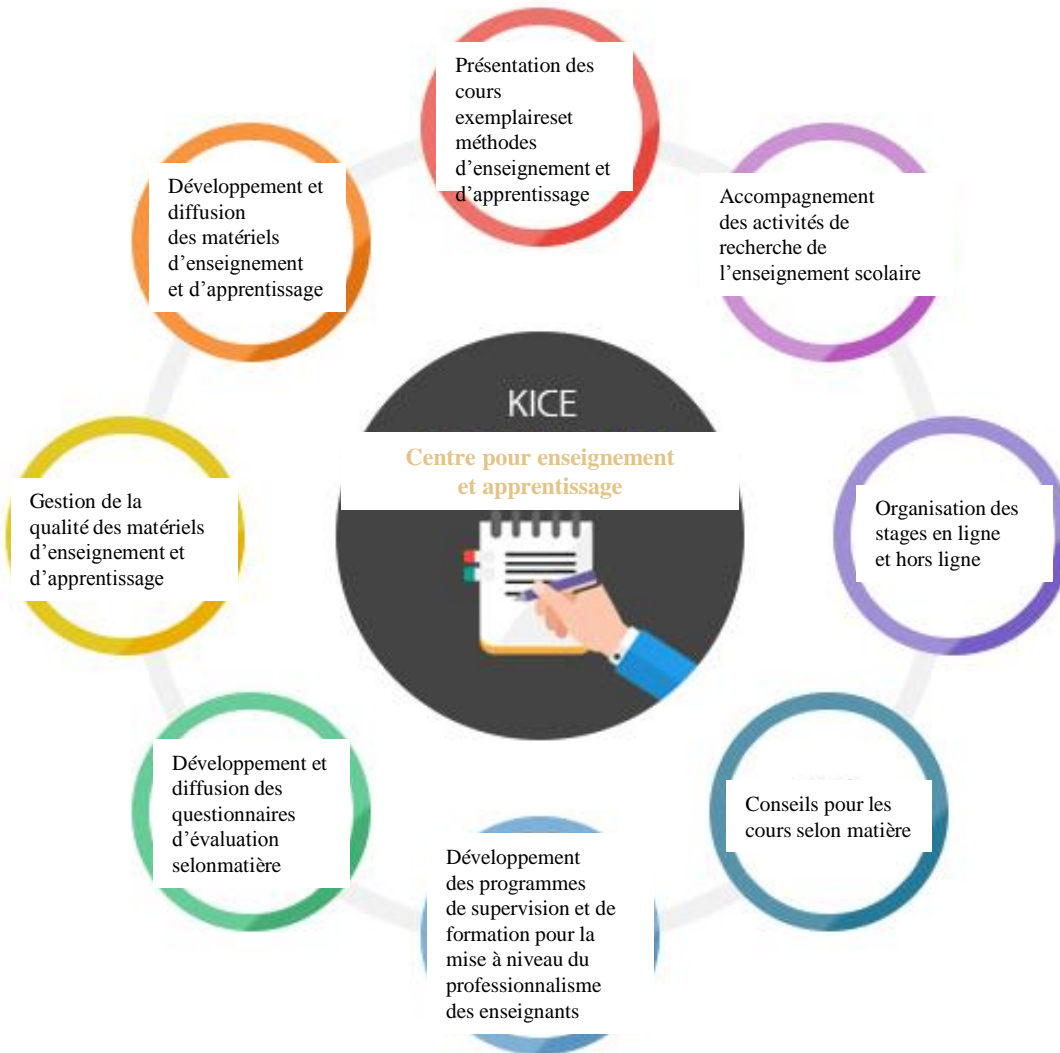 Présentation des
cours
exemplaireset
méthodes
d’enseignement et
d’apprentissage
Accompagnement
des activités de
recherche de
l’enseignement scolaire
Organisation des
stages en ligne
et hors ligne
Conseils pour les
cours selon matière
Développement
des programmes
de supervision et de
formation pour la
mise à niveau du
professionnalisme
des enseignants
Développement et
diffusion des
questionnaires
d’évaluation
selonmatière
Gestion de la
qualité des matériels
d’enseignement et
d’apprentissage
Développement et
diffusion
des matériels
d’enseignement
et d’apprentissage
KICE
Centre pour enseignement
et apprentissage